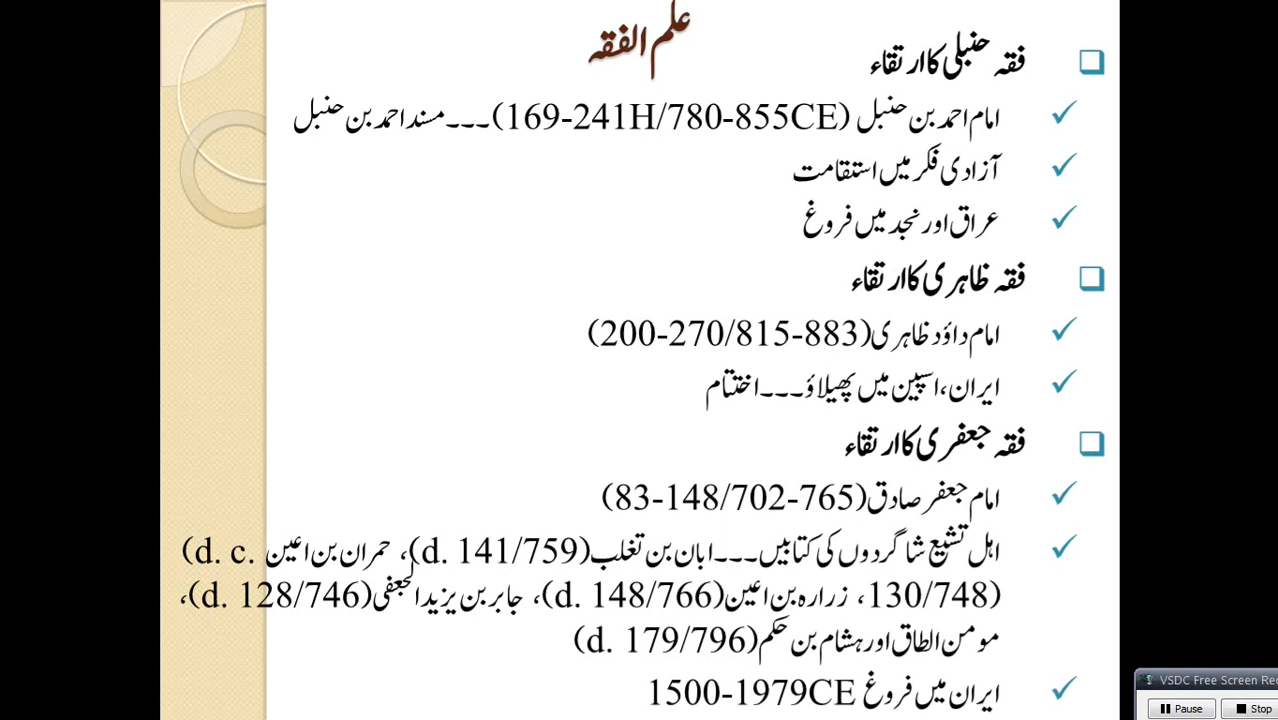 علم الفقہ
فقہ حنبلی کا ارتقاء
امام احمد بن حنبل (169-241H/780-855CE)۔۔۔مسند احمد بن حنبل
آزادی فکر میں استقامت
عراق اور نجد میں فروغ
فقہ ظاہری کا ارتقاء
امام داؤد ظاہری(200-270/815-883)
ایران، اسپین میں پھیلاؤ۔۔۔اختتام
فقہ جعفری کا ارتقاء
امام جعفر صادق(83-148/702-765)
اہل تشیع شاگردوں کی کتابیں۔۔۔ابان بن تغلب(d. 141/759)، حمران بن اعین (d. c.
130/748)، زرارہ بن اعین(d. 148/766)، جابر بن یزید الجعفی(d. 128/746)،
مومن الطاق اور ہشام بن حکم(d. 179/796)
ایران میں فروغ 1500-1979CE
VSDC Free Screen Rec
Pause Stop